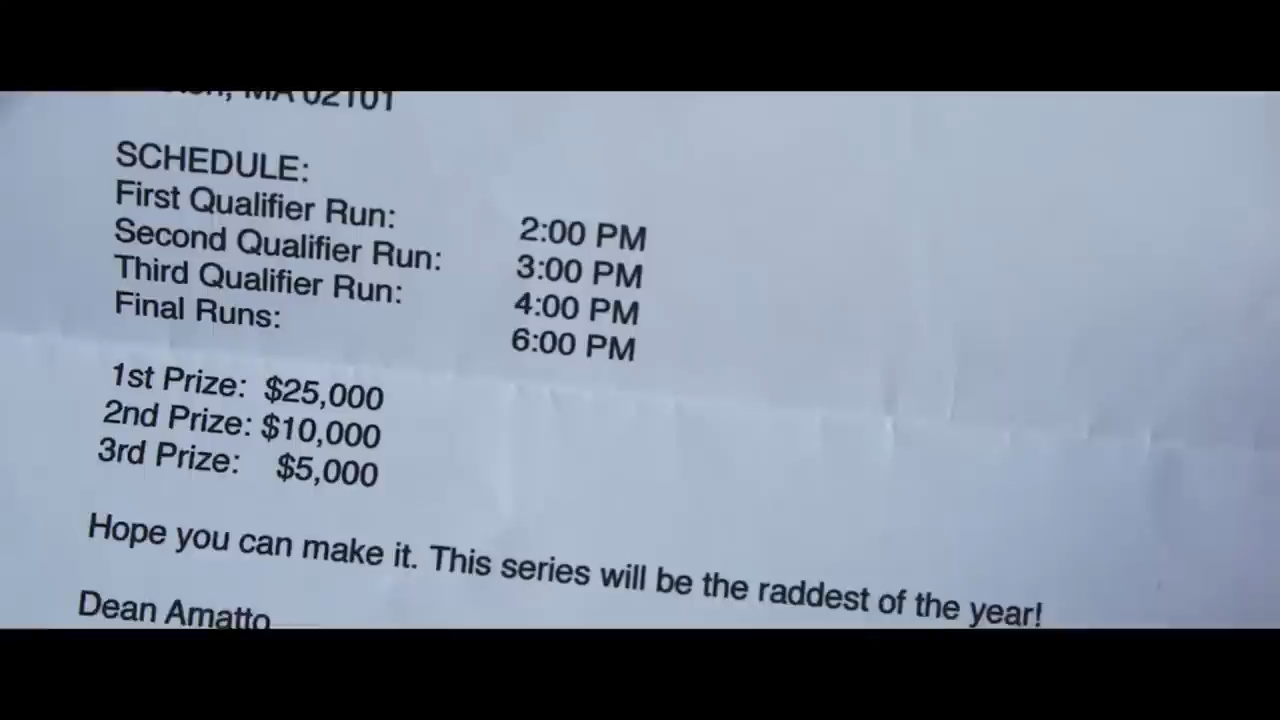 MA 02101
SCHEDULE:
First Qualifier Run: 2:00 PM
Second Qualifier Run: 3:00 PM
Third Qualifier Run: 4:00 PM
Final Runs: 6:00 PM
1st Prize: $25,000
2nd Prize: $10,000
3rd Prize: $5,000
Hope you can make it. This series will be the raddest of the year!
Dean Amatto